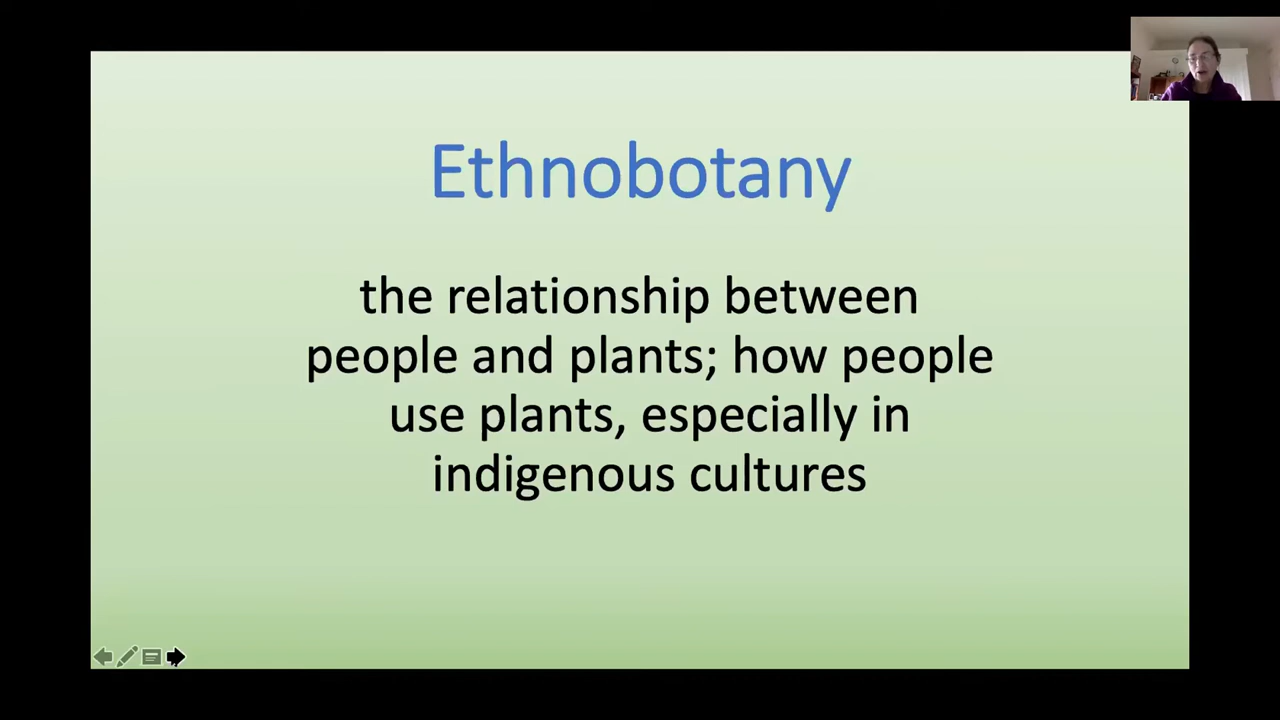 Ethnobotany
the relationship between
people and plants; how people
use plants, especially in
indigenous cultures